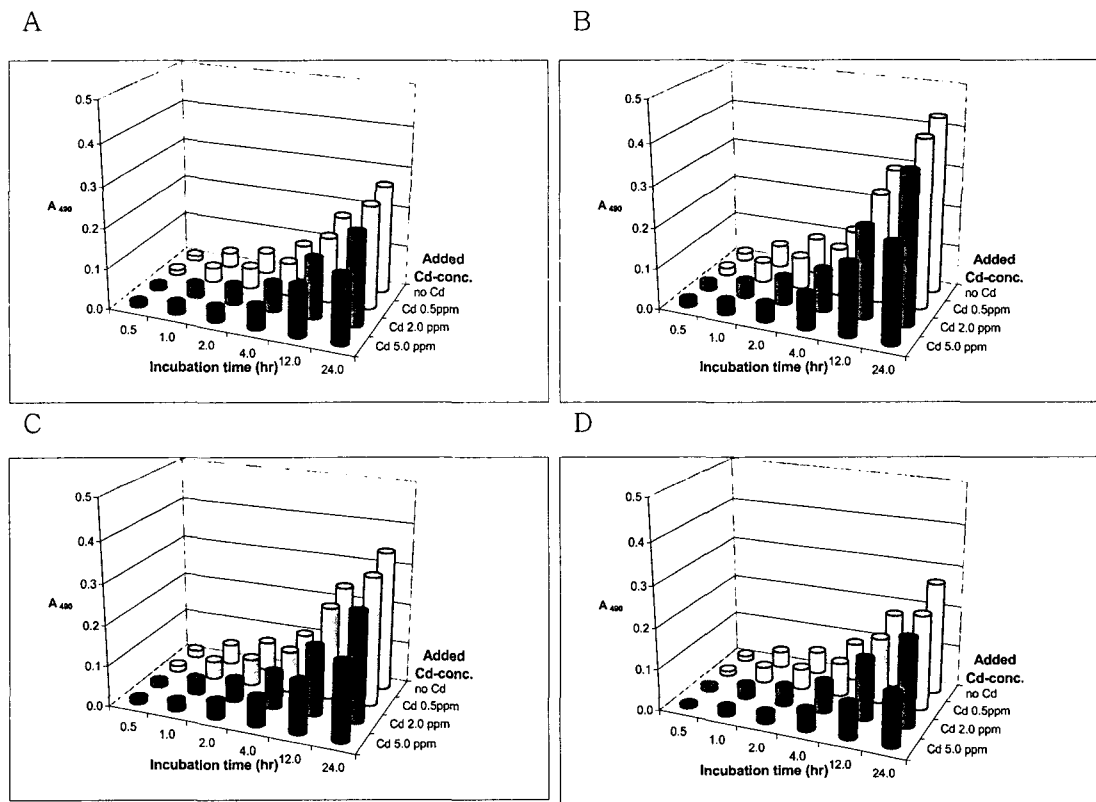 A
0.5
0.4
0.3
0.2
0.1
0.0
A 490
0.5
1.0
2.0
4.0
12.0
24.0
Incubation time (hr)
Added
Cd-conc.
no Cd
Cd 0.5ppm
Cd 2.0 ppm
Cd 5.0 ppm
B
0.5
0.4
0.3
0.2
0.1
0.0
A 490
0.5
1.0
2.0
4.0
12.0
24.0
Incubation time (hr)
Added
Cd-conc.
no Cd
Cd 0.5ppm
Cd 2.0 ppm
Cd 5.0 ppm
C
0.5
0.4
0.3
0.2
0.1
0.0
A 490
0.5
1.0
2.0
4.0
12.0
24.0
Incubation time (hr)
Added
Cd-conc.
no Cd
Cd 0.5ppm
Cd 2.0 ppm
Cd 5.0 ppm
D
0.5
0.4
0.3
0.2
0.1
0.0
A 490
0.5
1.0
2.0
4.0
12.0
24.0
Incubation time (hr)
Added
Cd-conc.
no Cd
Cd 0.5ppm
Cd 2.0 ppm
Cd 5.0 ppm